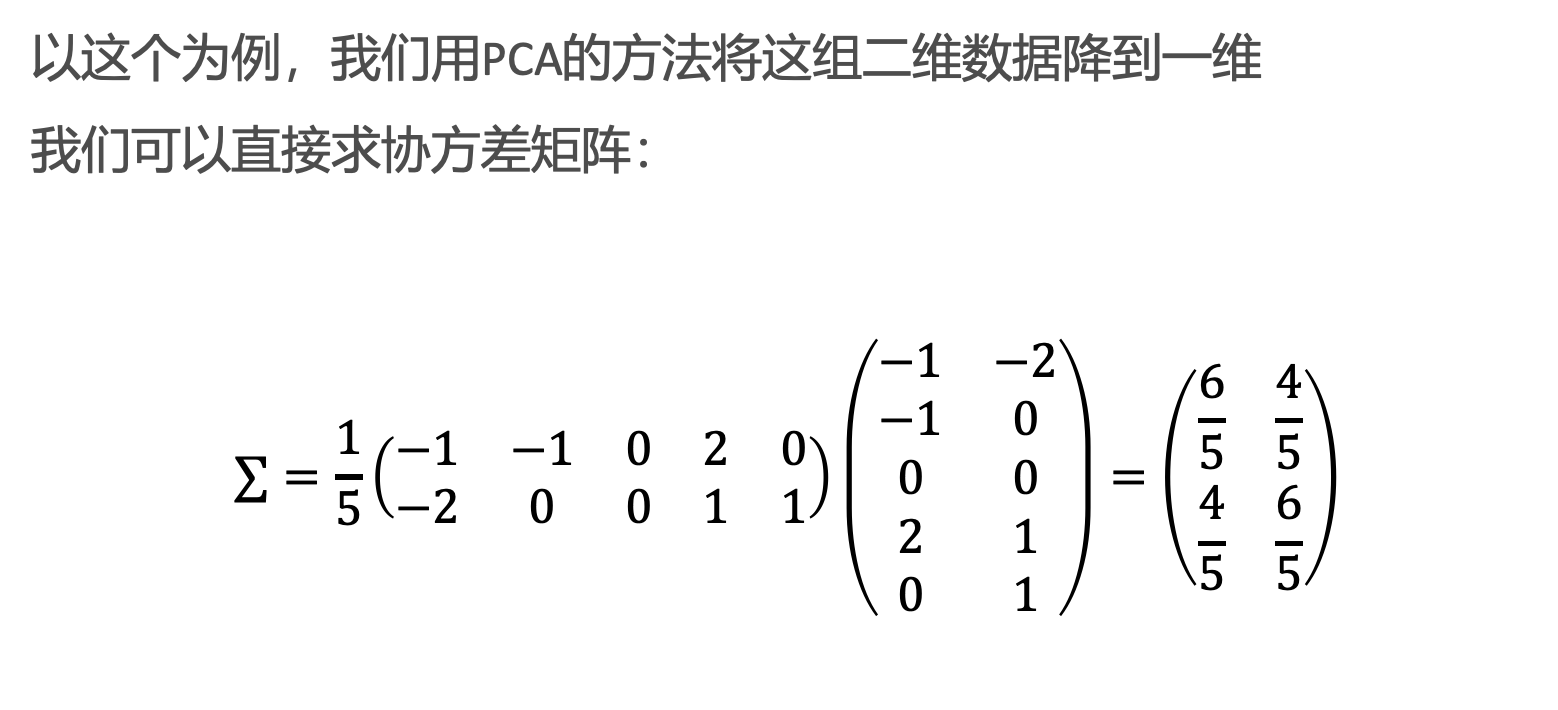 以这个为例，我们用PCA的方法将这组二维数据降到一维
我们可以直接求协方差矩阵：
∑ = 1/5 (−1 −1 0 2 0; −2 0 0 1 1) (−1 −2; −1 0; 0 0; 2 1; 0 1) = (6/5 4/5; 4/5 6/5)